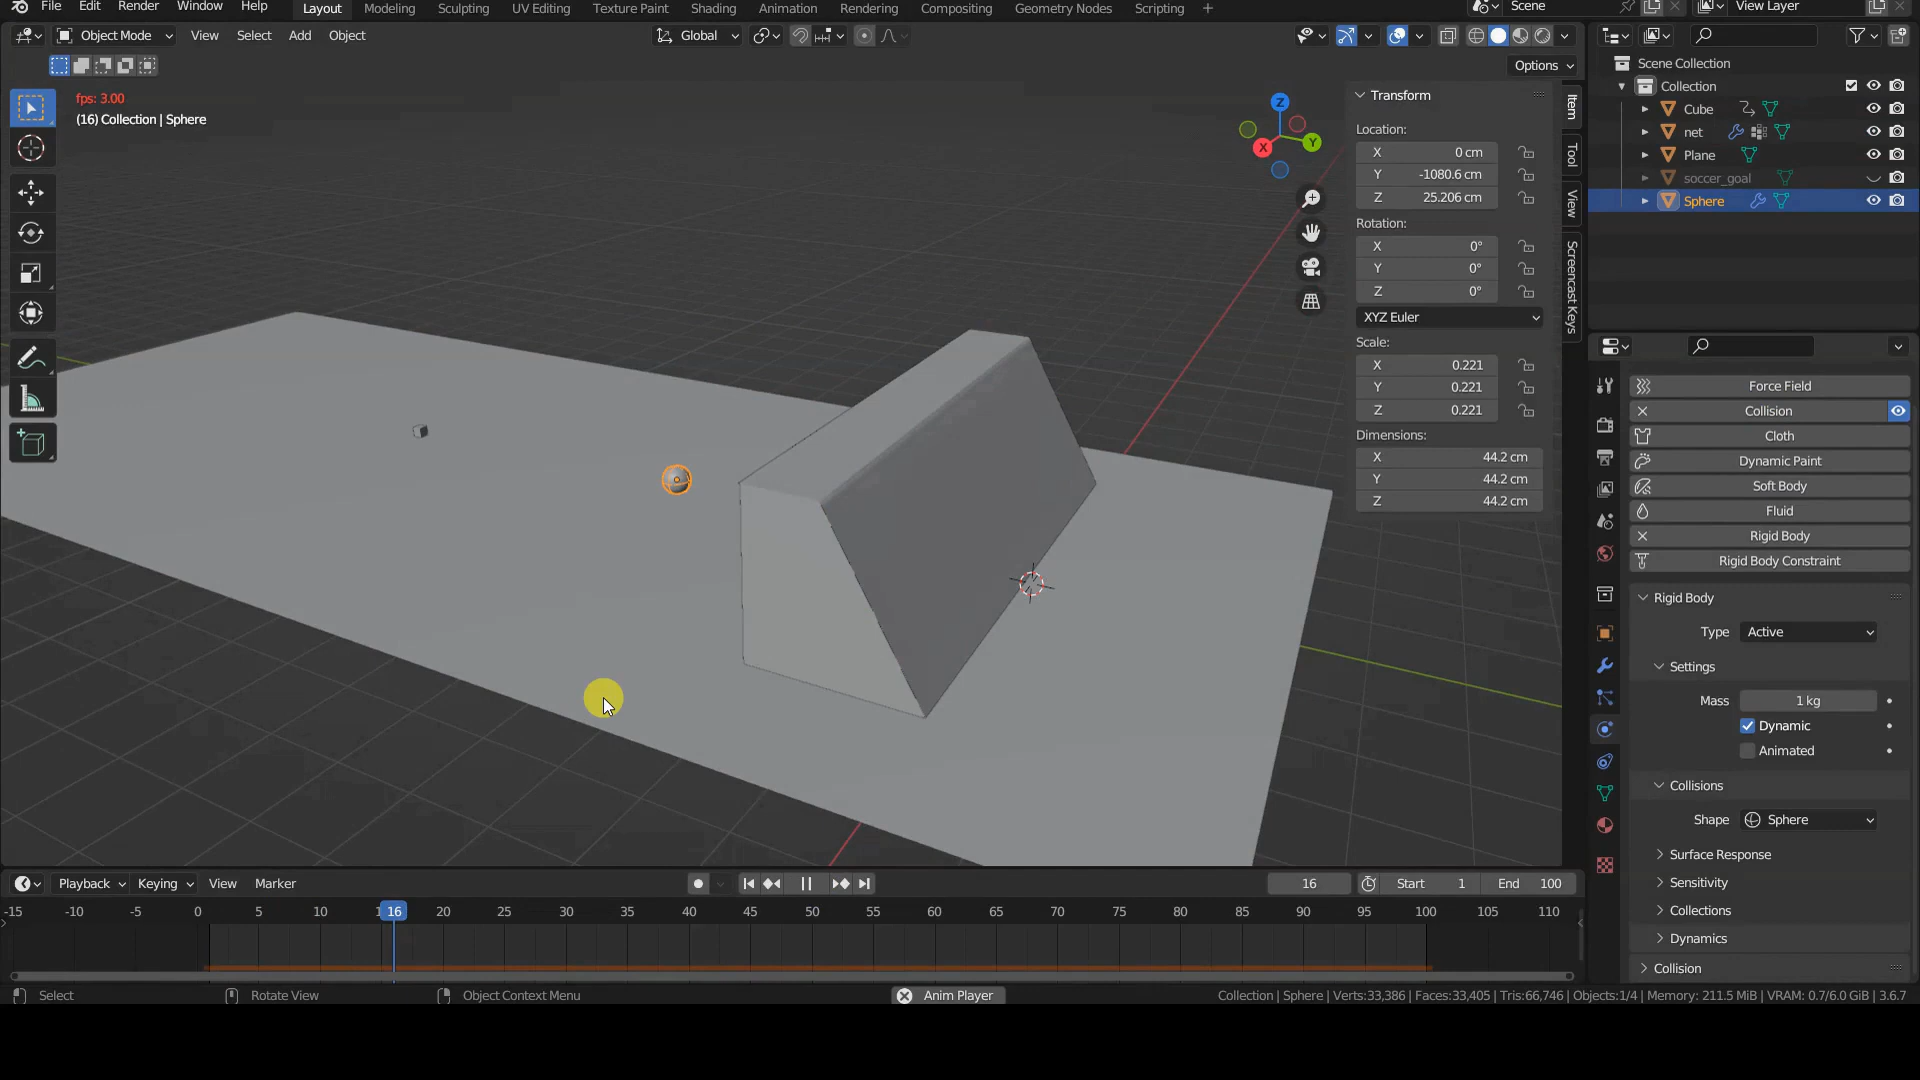 File Edit Render Window Help Layout Modeling Sculpting UV Editing Texture Paint Shading Animation Rendering Compositing Geometry Nodes Scripting + Scene View Layer
Object Mode View Select Add Object Global
Options
fps: 3.00
(16) Collection | Sphere
Z
Y
X
Transform
Location:
X 0 cm
Y -1080.6 cm
Z 25.206 cm
Rotation:
X 0°
Y 0°
Z 0°
XYZ Euler
Scale:
X 0.221
Y 0.221
Z 0.221
Dimensions:
X 44.2 cm
Y 44.2 cm
Z 44.2 cm
Item
Tool
View
Screencast Keys
Scene Collection
Collection
Cube
net
Plane
soccer_goal
Sphere
Force Field
Collision
Cloth
Dynamic Paint
Soft Body
Fluid
Rigid Body
Rigid Body Constraint
Rigid Body
Type Active
Settings
Mass 1 kg
Dynamic
Animated
Collisions
Shape Sphere
Surface Response
Sensitivity
Collections
Dynamics
Collision
Playback Keying View Marker 16 Start 1 End 100
-15 -10 -5 0 5 10 16 20 25 30 35 40 45 50 55 60 65 70 75 80 85 90 95 100 105 110
Select Rotate View Object Context Menu Anim Player Collection | Sphere | Verts:33,386 | Faces:33,405 | Tris:66,746 | Objects:1/4 | Memory: 211.5 MiB | VRAM: 0.7/6.0 GiB | 3.6.7